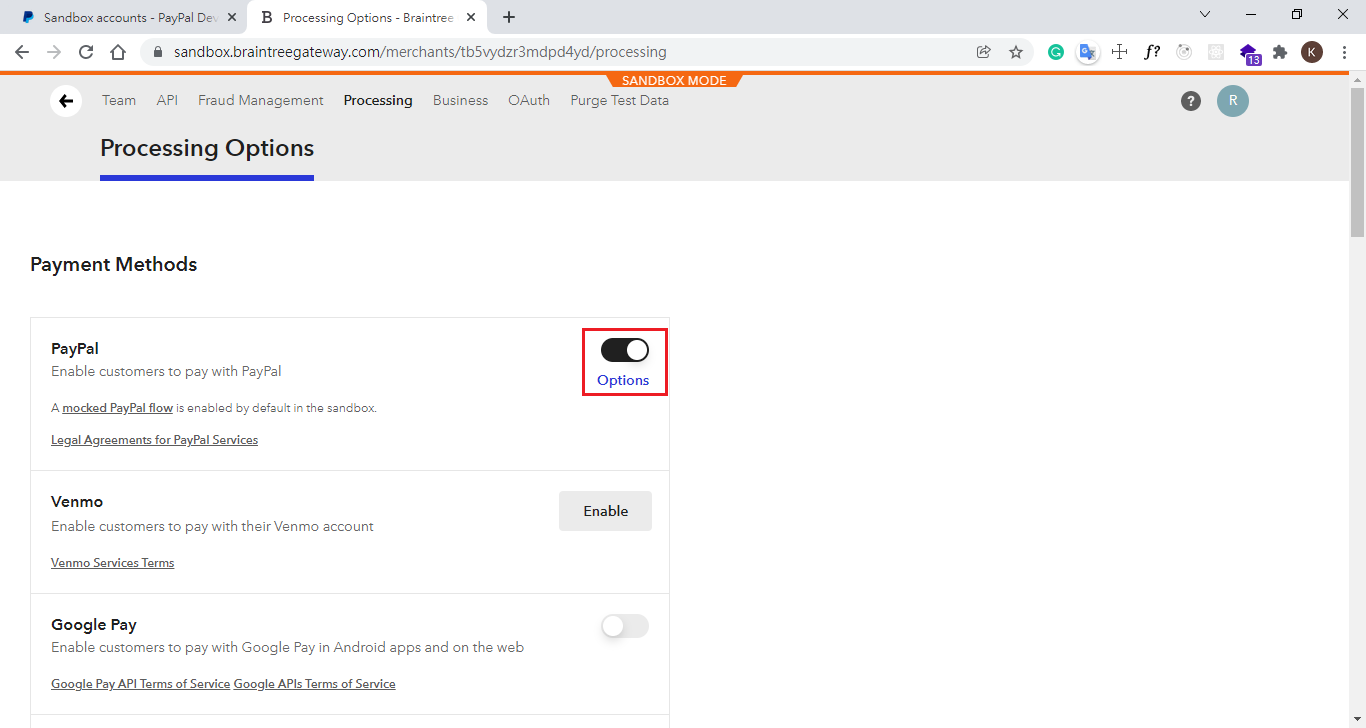 Sandbox accounts - PayPal Dev
Processing Options - Braintree
sandbox.braintreegateway.com/merchants/tb5vydzr3mdpd4yd/processing
13
K
SANDBOX MODE
Team API Fraud Management Processing Business OAuth Purge Test Data
? R
Processing Options
Payment Methods
PayPal
Enable customers to pay with PayPal
Options
A mocked PayPal flow is enabled by default in the sandbox.
Legal Agreements for PayPal Services
Venmo
Enable customers to pay with their Venmo account
Enable
Venmo Services Terms
Google Pay
Enable customers to pay with Google Pay in Android apps and on the web
Google Pay API Terms of Service Google APIs Terms of Service